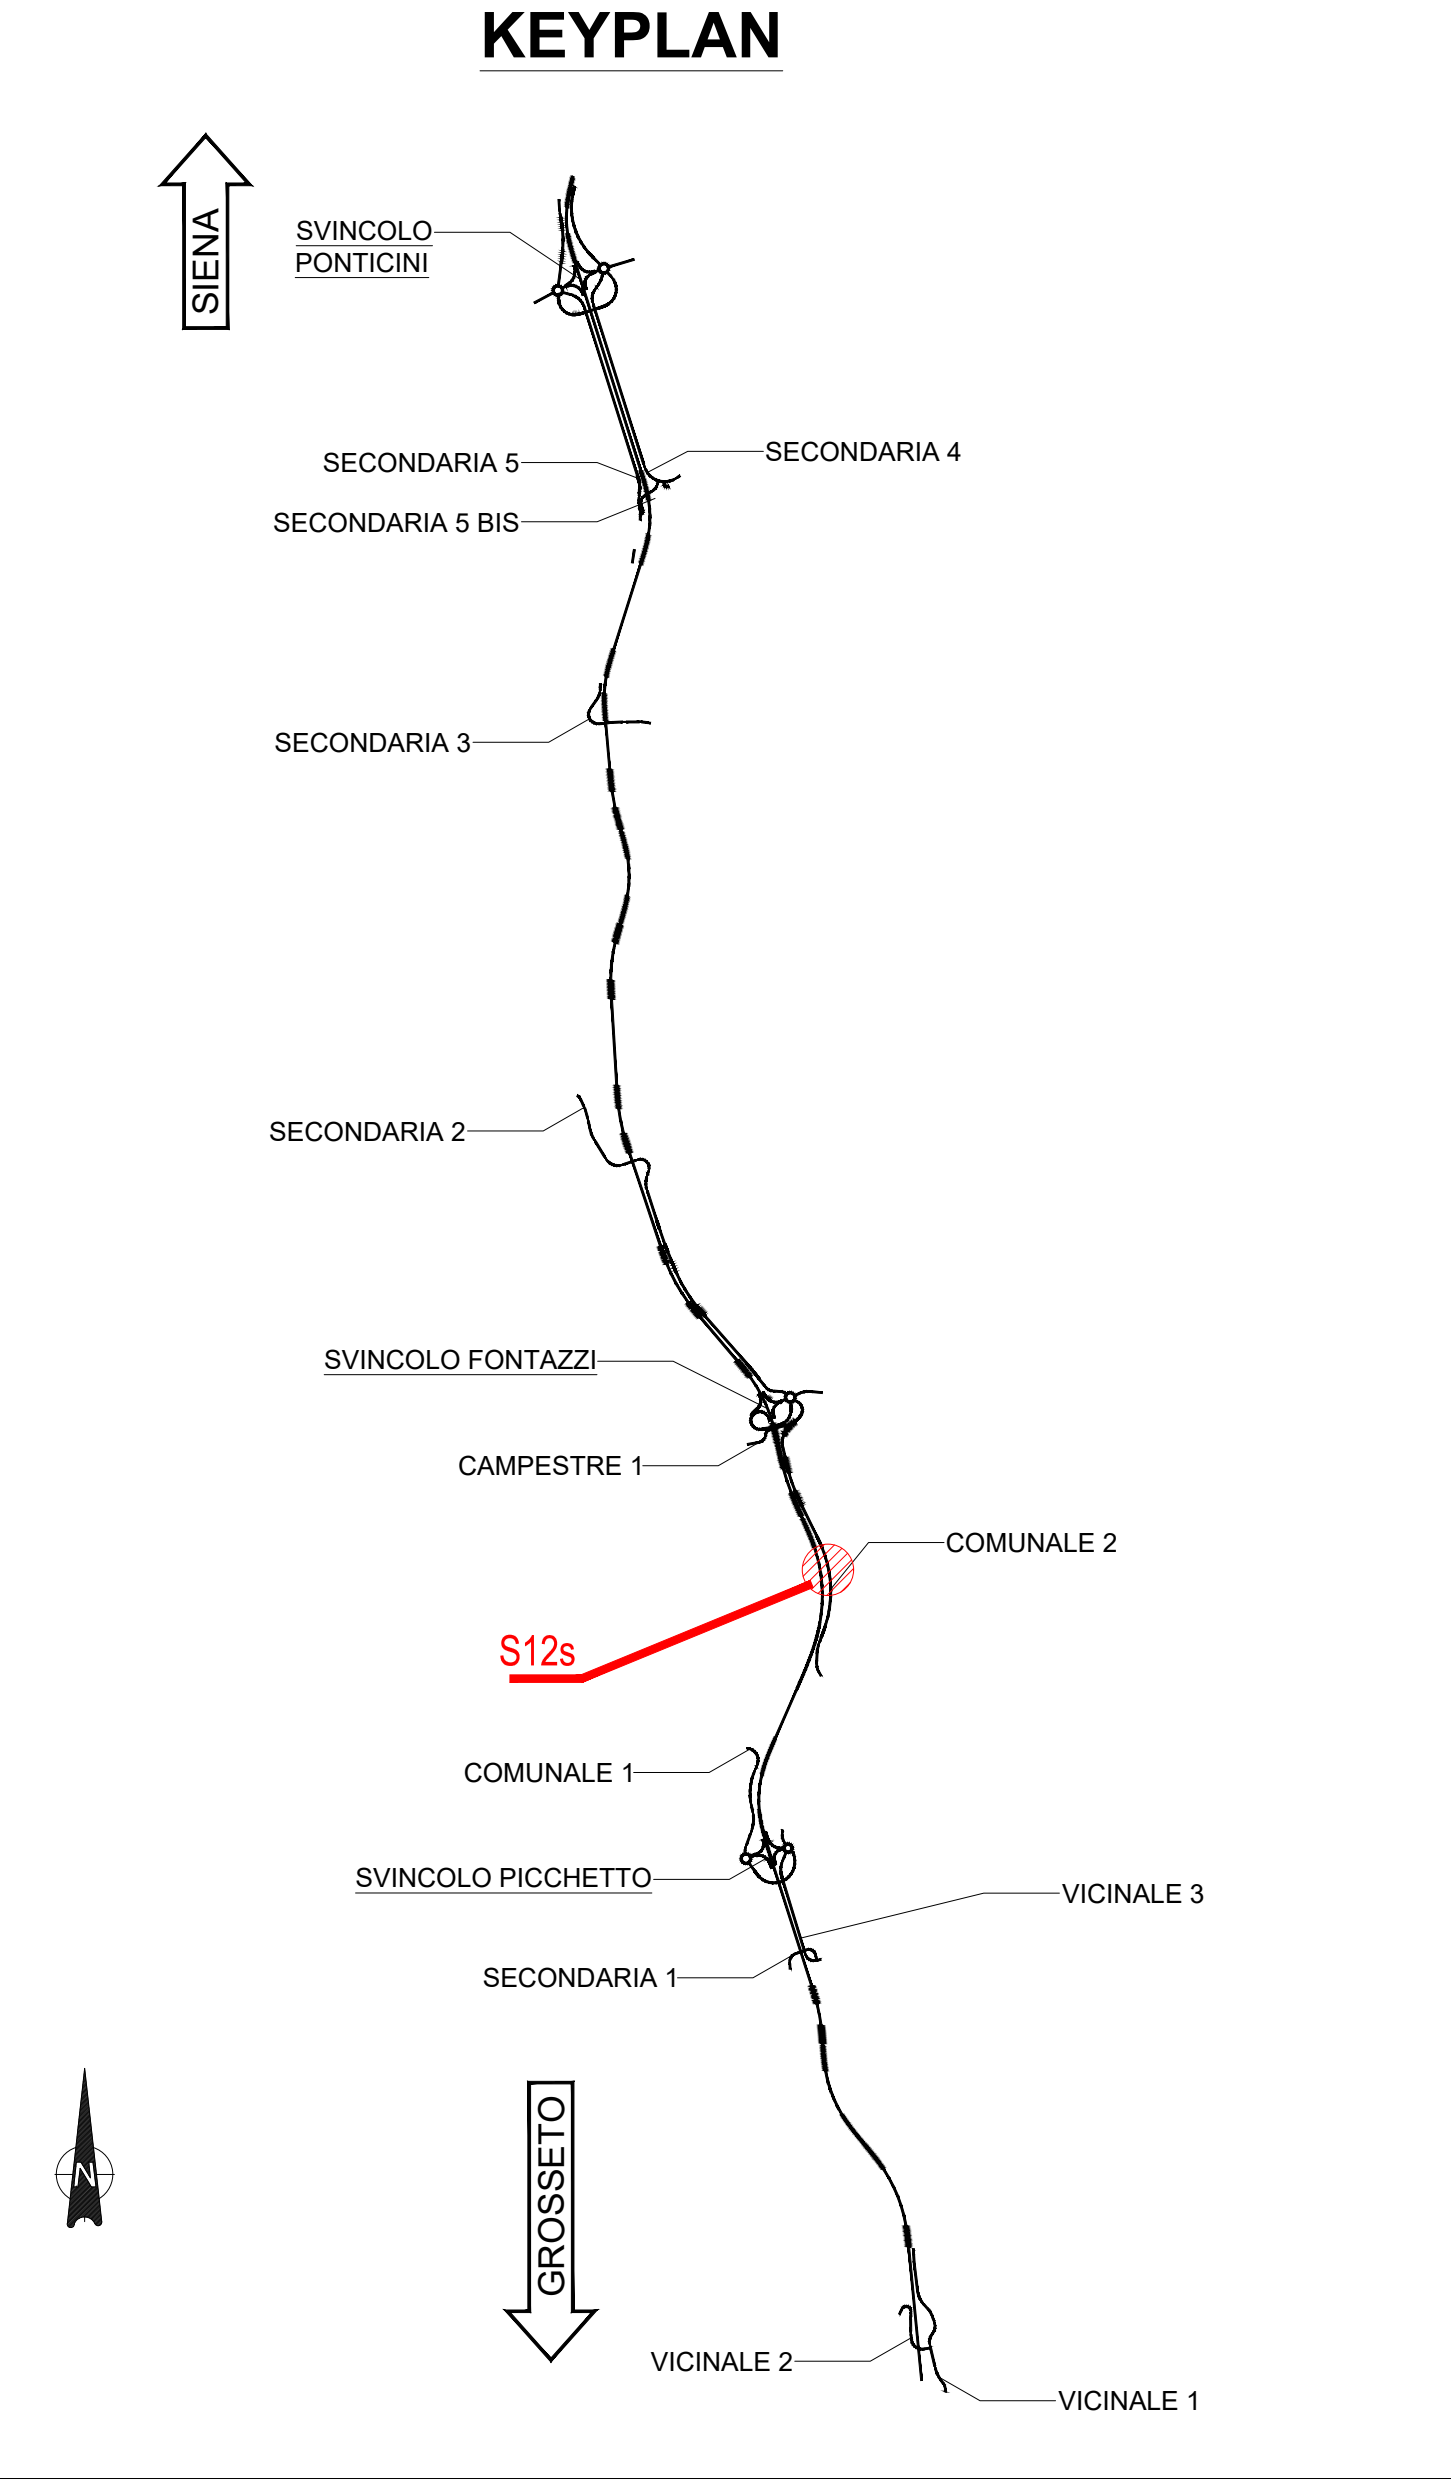 KEYPLAN
SIENA
SVINCOLO
PONTICINI
SECONDARIA 4
SECONDARIA 5
SECONDARIA 5 BIS
SECONDARIA 3
SECONDARIA 2
SVINCOLO FONTAZZI
CAMPESTRE 1
COMUNALE 2
S12s
COMUNALE 1
SVINCOLO PICCHETTO
VICINALE 3
SECONDARIA 1
N
GROSSETO
VICINALE 2
VICINALE 1